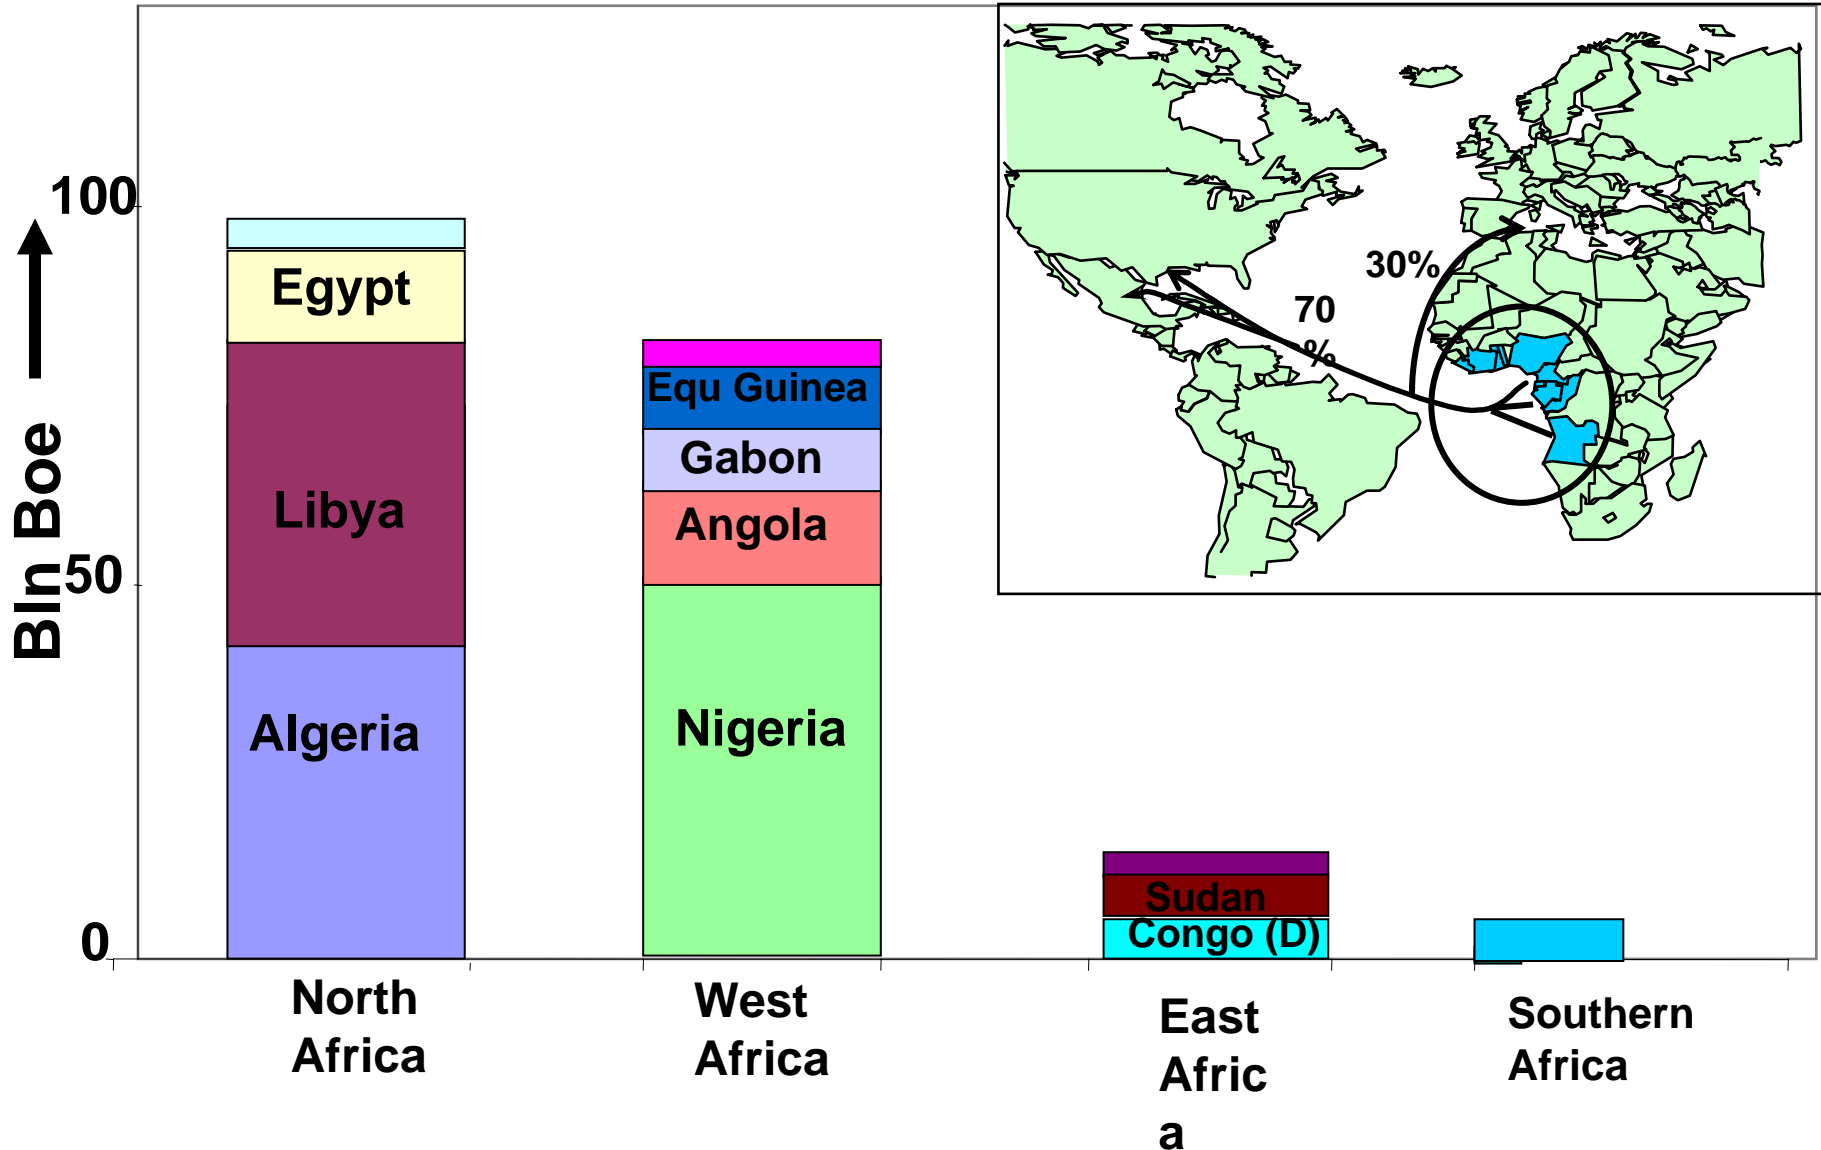 Bln Boe
100
50
0
Egypt
Libya
Algeria
Equ Guinea
Gabon
Angola
Nigeria
Sudan
Congo (D)
30%
70
%
North
Africa
West
Africa
East
Afric
a
Southern
Africa